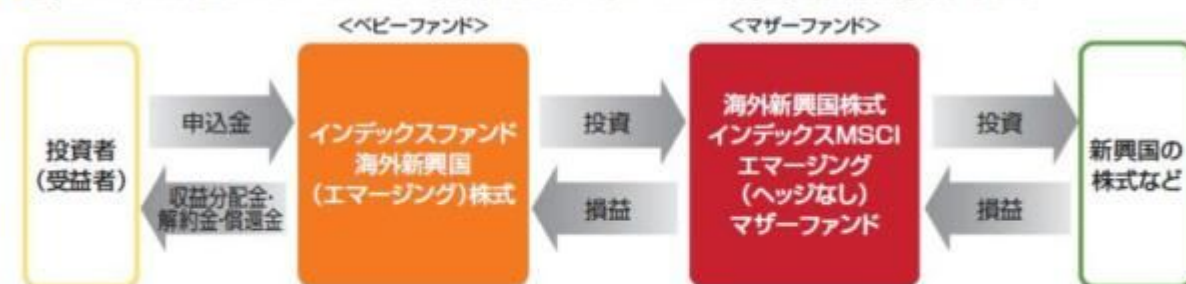 <ベビーファンド>
<マザーファンド>
投資者
(受益者)
申込金
収益分配金・
解約金・償還金
インデックスファンド
海外新興国
(エマージング)株式
投資
損益
海外新興国株式
インデックスMSCI
エマージング
(ヘッジなし)
マザーファンド
投資
損益
新興国の
株式など